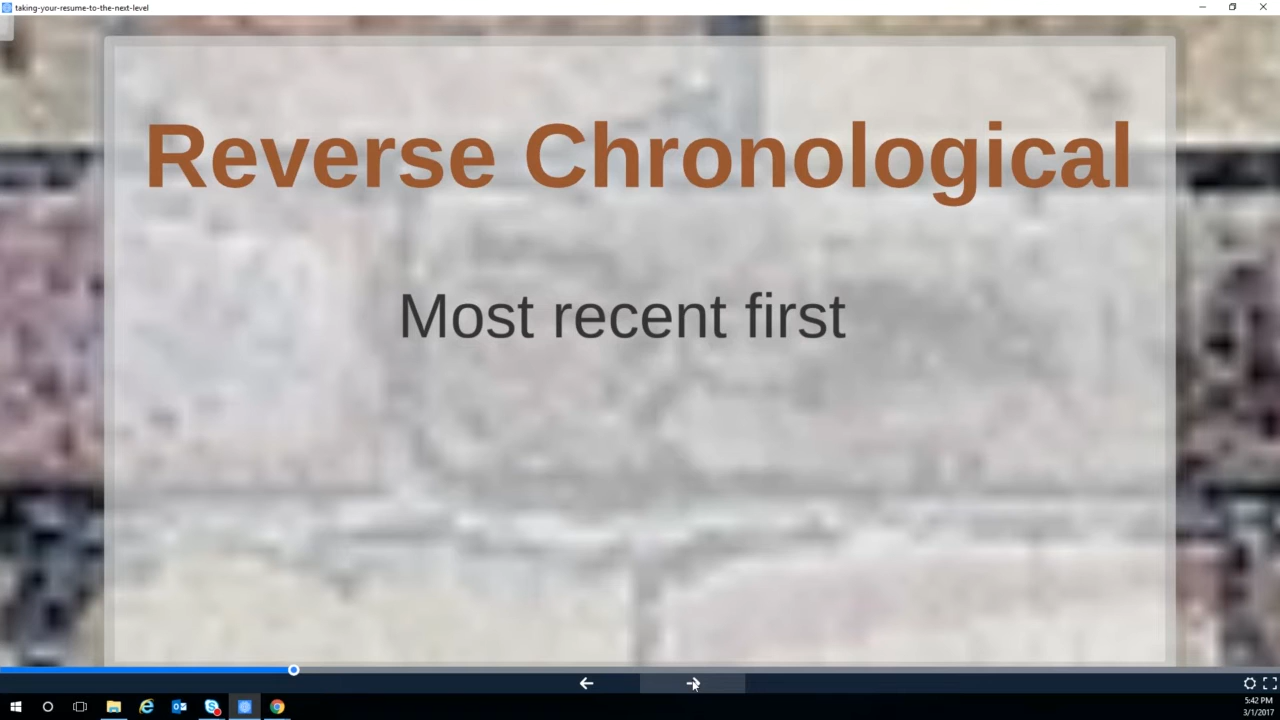 taking-your-resume-to-the-next-level
Reverse Chronological
Most recent first
5:42 PM
3/1/2017